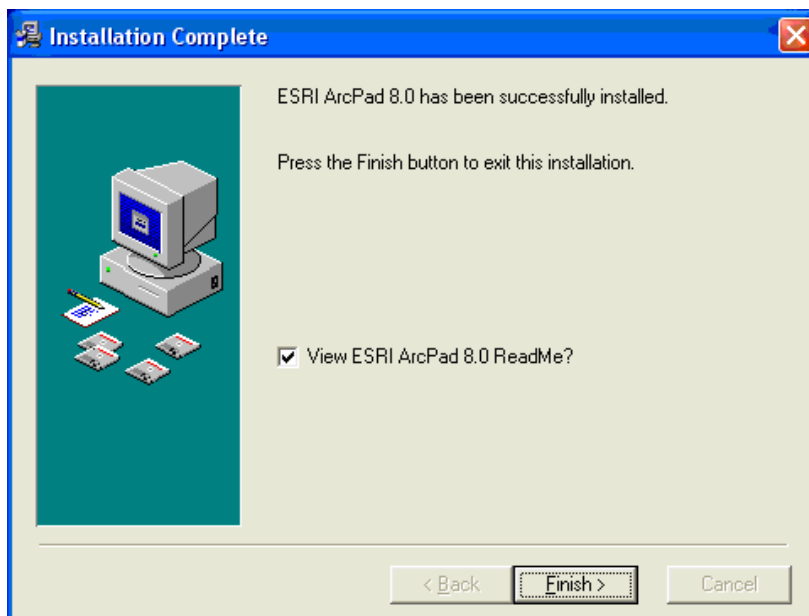 Installation Complete
ESRI ArcPad 8.0 has been successfully installed.
Press the Finish button to exit this installation.
View ESRI ArcPad 8.0 ReadMe?
< Back
Finish >
Cancel